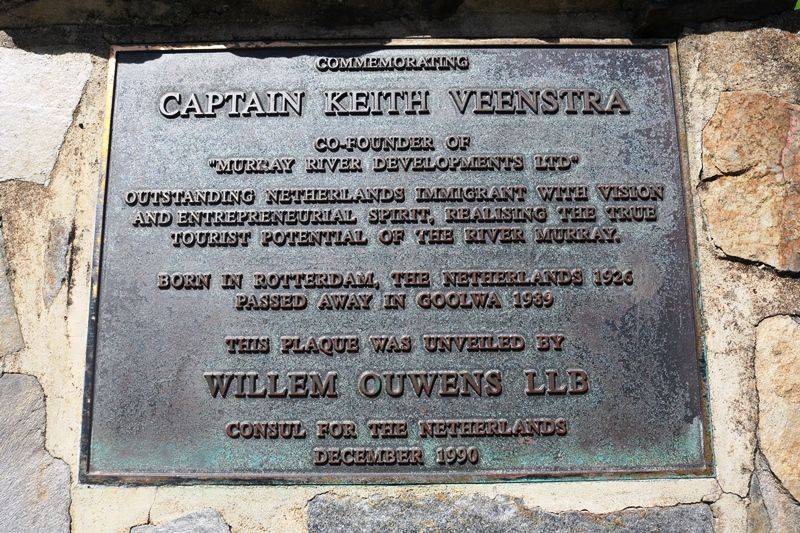 COMMEMORATING
CAPTAIN KEITH VEENSTRA
CO-FOUNDER OF
"MURRAY RIVER DEVELOPMENTS LTD"
OUTSTANDING NETHERLANDS IMMIGRANT WITH VISION
AND ENTREPRENEURIAL SPIRIT, REALISING THE TRUE
TOURIST POTENTIAL OF THE RIVER MURRAY.
BORN IN ROTTERDAM, THE NETHERLANDS 1926
PASSED AWAY IN GOOLWA 1989
THIS PLAQUE WAS UNVEILED BY
WILLEM OUWENS LLB
CONSUL FOR THE NETHERLANDS
DECEMBER 1990